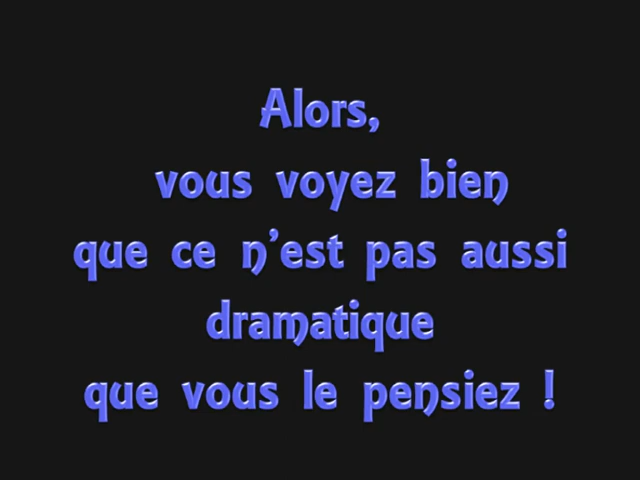 Alors,
vous voyez bien
que ce n’est pas aussi
dramatique
que vous le pensiez !